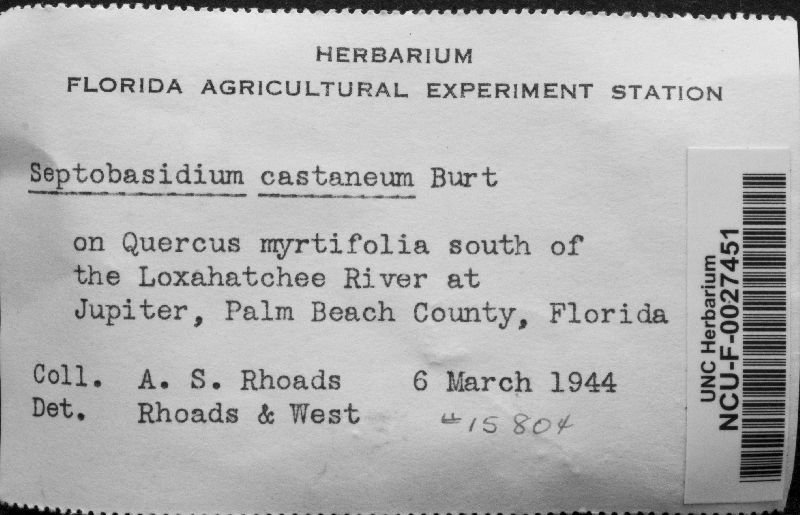 HERBARIUM
FLORIDA AGRICULTURAL EXPERIMENT STATION
Septobasidium castaneum Burt
on Quercus myrtifolia south of
the Loxahatchee River at
Jupiter, Palm Beach County, Florida
Coll. A. S. Rhoads 6 March 1944
Det. Rhoads & West #15804
UNC Herbarium
NCU-F-0027451